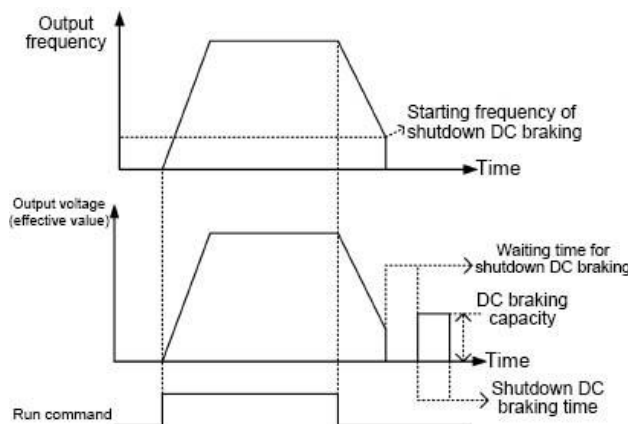 Output
frequency
Starting frequency of
shutdown DC braking
Time
Output voltage
(effective value)
Waiting time for
shutdown DC braking
DC braking
capacity
Time
Shutdown DC
braking time
Run command